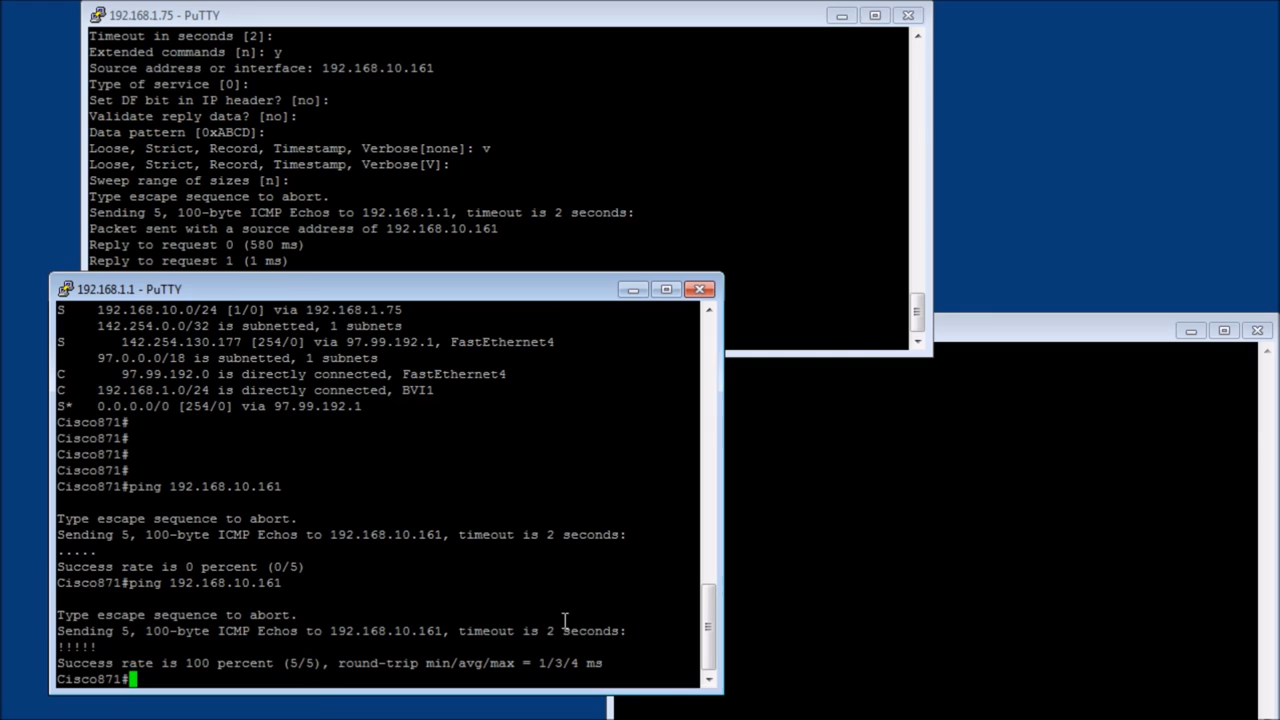 192.168.1.75 - PuTTY
Timeout in seconds [2]:
Extended commands [n]: y
Source address or interface: 192.168.10.161
Type of service [0]:
Set DF bit in IP header? [no]:
Validate reply data? [no]:
Data pattern [0xABCD]:
Loose, Strict, Record, Timestamp, Verbose[none]: v
Loose, Strict, Record, Timestamp, Verbose[V]:
Sweep range of sizes [n]:
Type escape sequence to abort.
Sending 5, 100-byte ICMP Echos to 192.168.1.1, timeout is 2 seconds:
Packet sent with a source address of 192.168.10.161
Reply to request 0 (580 ms)
Reply to request 1 (1 ms)
192.168.1.1 - PuTTY
S    192.168.10.0/24 [1/0] via 192.168.1.75
     142.254.0.0/32 is subnetted, 1 subnets
S       142.254.130.177 [254/0] via 97.99.192.1, FastEthernet4
     97.0.0.0/18 is subnetted, 1 subnets
C       97.99.192.0 is directly connected, FastEthernet4
C    192.168.1.0/24 is directly connected, BVI1
S*   0.0.0.0/0 [254/0] via 97.99.192.1
Cisco871#
Cisco871#
Cisco871#
Cisco871#
Cisco871#ping 192.168.10.161
Type escape sequence to abort.
Sending 5, 100-byte ICMP Echos to 192.168.10.161, timeout is 2 seconds:
.....
Success rate is 0 percent (0/5)
Cisco871#ping 192.168.10.161
Type escape sequence to abort.
Sending 5, 100-byte ICMP Echos to 192.168.10.161, timeout is 2 seconds:
!!!!!
Success rate is 100 percent (5/5), round-trip min/avg/max = 1/3/4 ms
Cisco871#